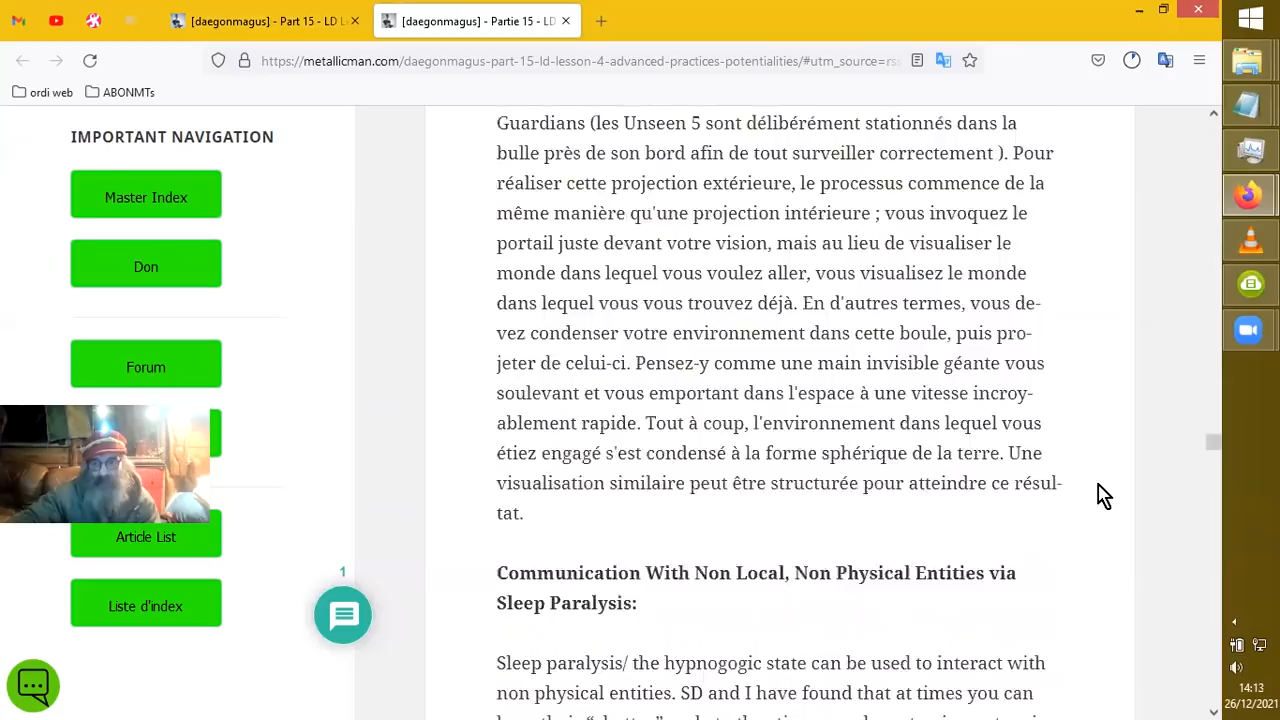 [daegonmagus] - Part 15 - LD L
[daegonmagus] - Partie 15 - LD
https://metallicman.com/daegonmagus-part-15-
-lesson-4-advanced-practices-potentialities/#utm_source=rss
ordi web
ABONMTs
IMPORTANT NAVIGATION
Master Index
Don
Forum
Article List
Liste d'index
1
Guardians (les Unseen 5 sont délibérément stationnés dans la
bulle près de son bord afin de tout surveiller correctement ). Pour
réaliser cette projection extérieure, le processus commence de la
même manière qu'une projection intérieure ; vous invoquez le
portail juste devant votre vision, mais au lieu de visualiser le
monde dans lequel vous voulez aller, vous visualisez le monde
dans lequel vous vous trouvez déjà. En d'autres termes, vous de-
vez condenser votre environnement dans cette boule, puis pro-
jeter de celui-ci. Pensez-y comme une main invisible géante vous
soulevant et vous emportant dans l'espace à une vitesse incroy-
ablement rapide. Tout à coup, l'environnement dans lequel vous
étiez engagé s'est condensé à la forme sphérique de la terre. Une
visualisation similaire peut être structurée pour atteindre ce résul-
tat.
Communication With Non Local, Non Physical Entities via
Sleep Paralysis:
Sleep paralysis/ the hypnogogic state can be used to interact with
non physical entities. SD and I have found that at times you can
14:13
26/12/2021